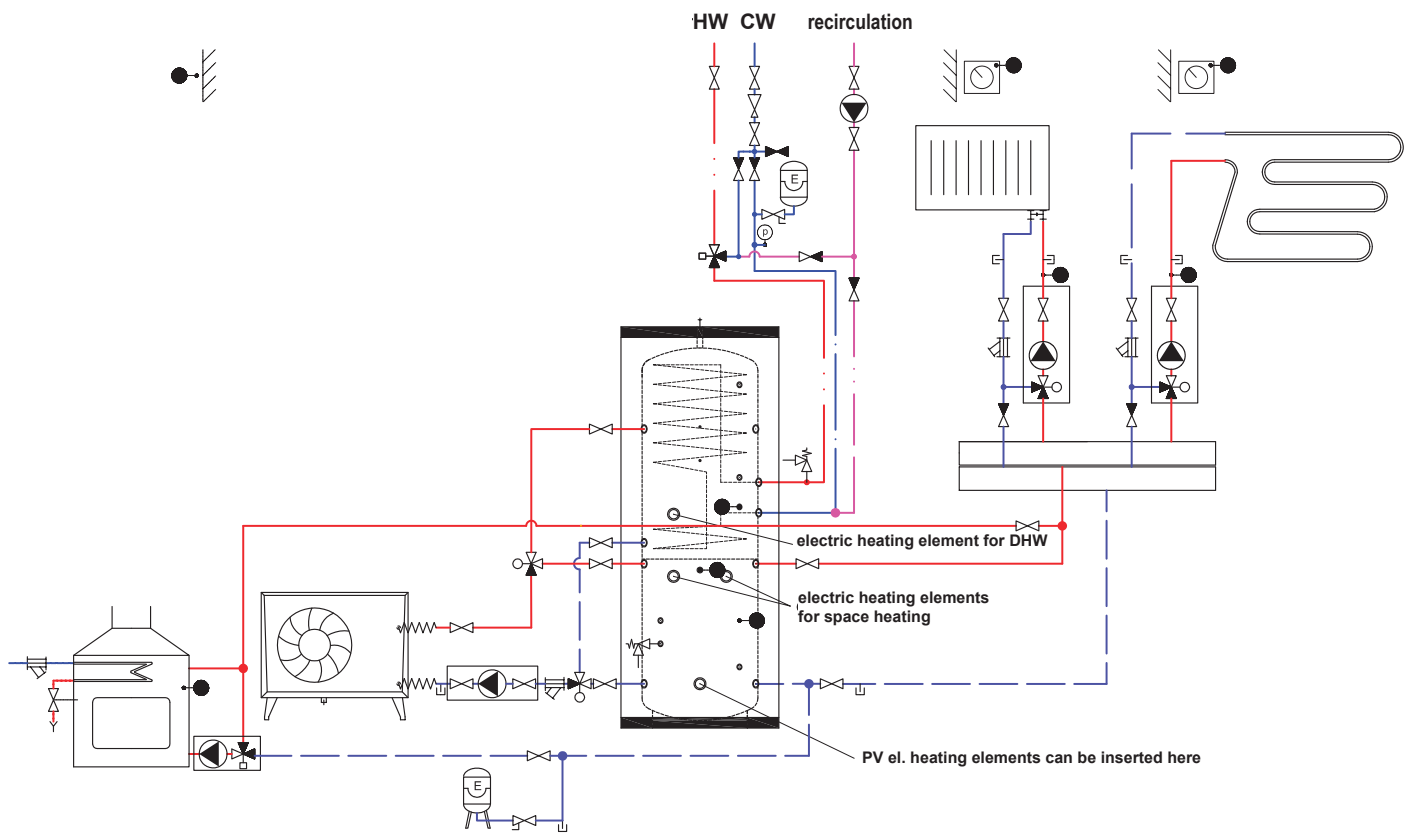 HW CW recirculation
E
p
electric heating element for DHW
electric heating elements
for space heating
PV el. heating elements can be inserted here
E